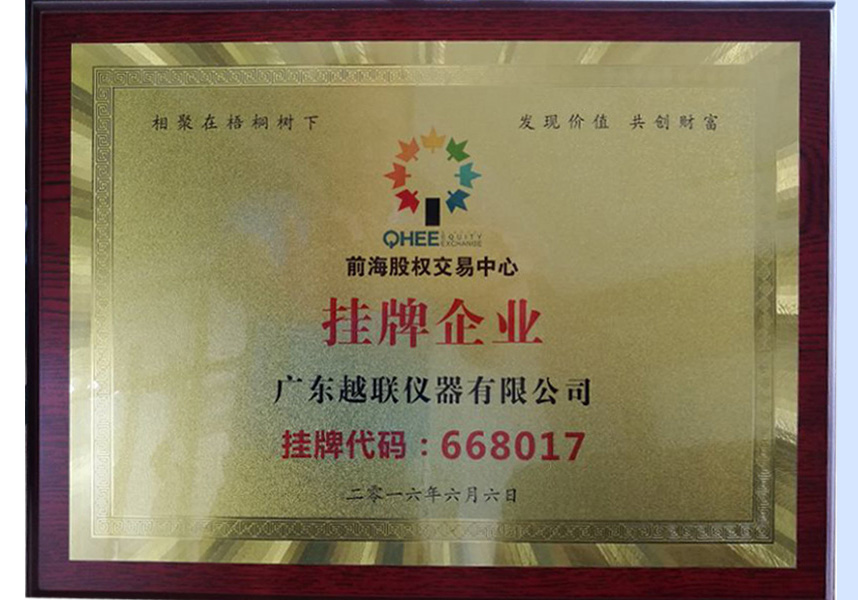 相聚在梧桐树下
发现价值 共创财富
QHEE EQUITY EXCHANGE
前海股权交易中心
挂牌企业
广东越联仪器有限公司
挂牌代码：668017
二零一六年六月六日